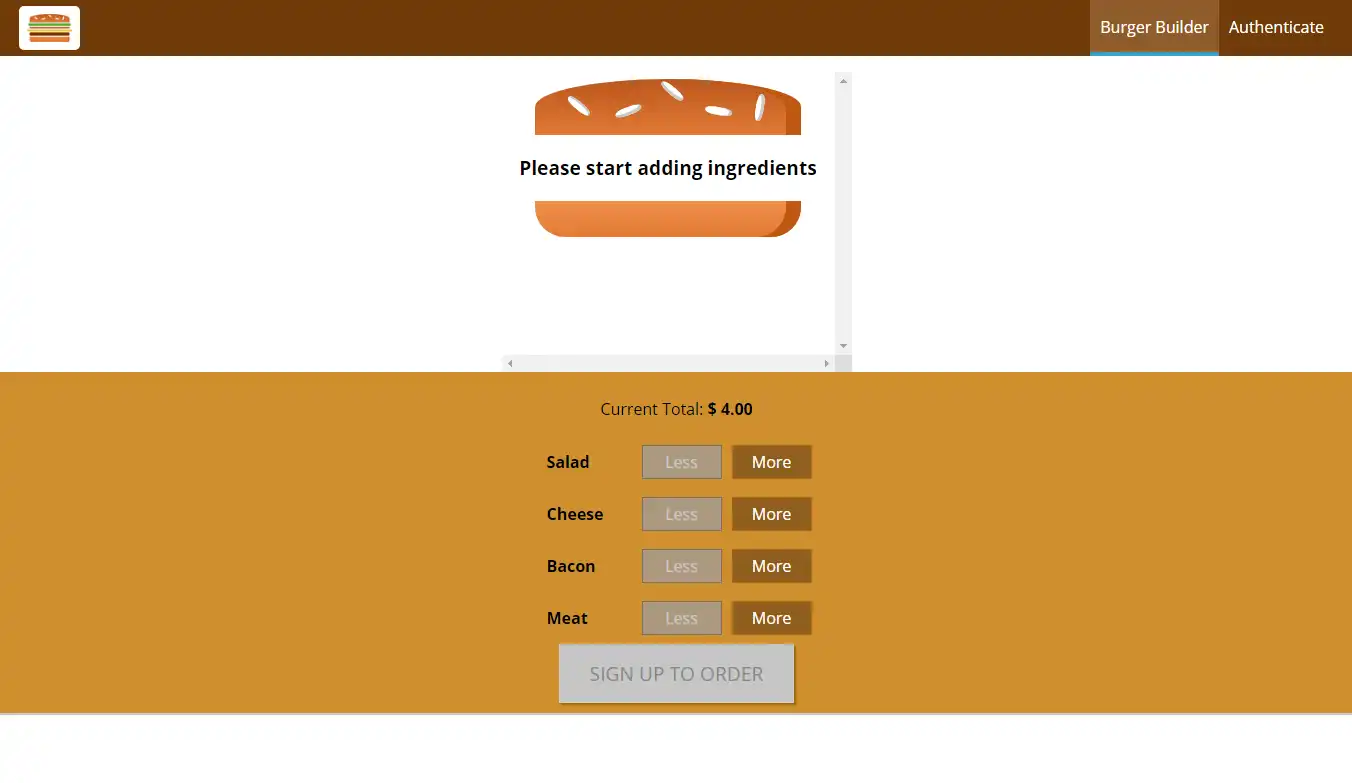 Burger Builder Authenticate
Please start adding ingredients
Current Total: $ 4.00
Salad Less More
Cheese Less More
Bacon Less More
Meat Less More
SIGN UP TO ORDER